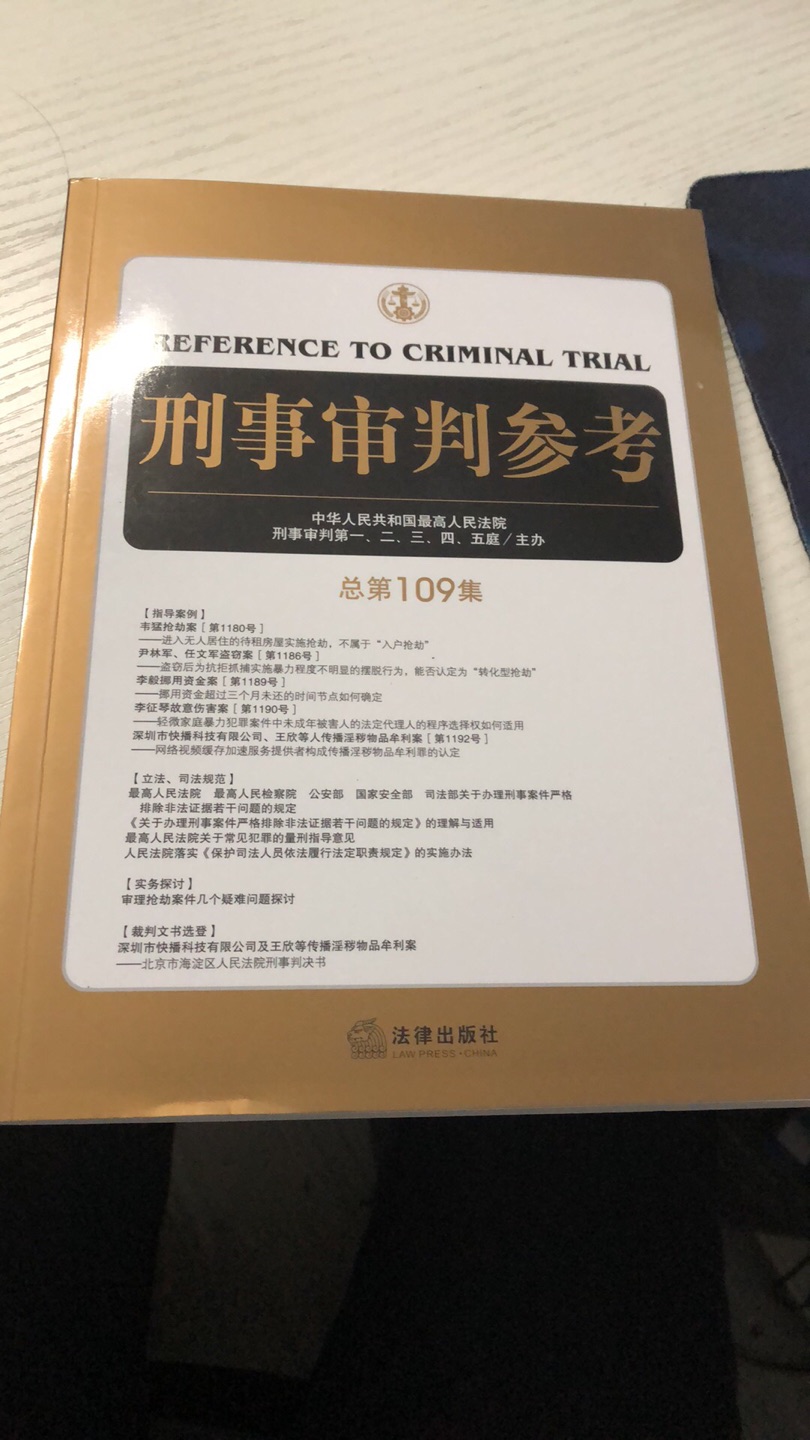 REFERENCE TO CRIMINAL TRIAL
刑事审判参考
中华人民共和国最高人民法院
刑事审判第一、二、三、四、五庭／主办
总第109集
【指导案例】
韦猛抢劫案［第1180号］
——进入无人居住的待租房屋实施抢劫，不属于“入户抢劫”
尹林军、任文军盗窃案［第1186号］
——盗窃后为抗拒抓捕实施暴力程度不明显的摆脱行为，能否认定为“转化型抢劫”
李毅挪用资金案［第1189号］
——挪用资金超过三个月未还的时间节点如何确定
李征琴故意伤害案［第1190号］
——轻微家庭暴力犯罪案件中未成年被害人的法定代理人的程序选择权如何适用
深圳市快播科技有限公司、王欣等人传播淫秽物品牟利案［第1192号］
——网络视频缓存加速服务提供者构成传播淫秽物品牟利罪的认定
【立法、司法规范】
最高人民法院　最高人民检察院　公安部　国家安全部　司法部关于办理刑事案件严格
排除非法证据若干问题的规定
《关于办理刑事案件严格排除非法证据若干问题的规定》的理解与适用
最高人民法院关于常见犯罪的量刑指导意见
人民法院落实《保护司法人员依法履行法定职责规定》的实施办法
【实务探讨】
审理抢劫案件几个疑难问题探讨
【裁判文书选登】
深圳市快播科技有限公司及王欣等传播淫秽物品牟利案
——北京市海淀区人民法院刑事判决书
法律出版社
LAW PRESS·CHINA